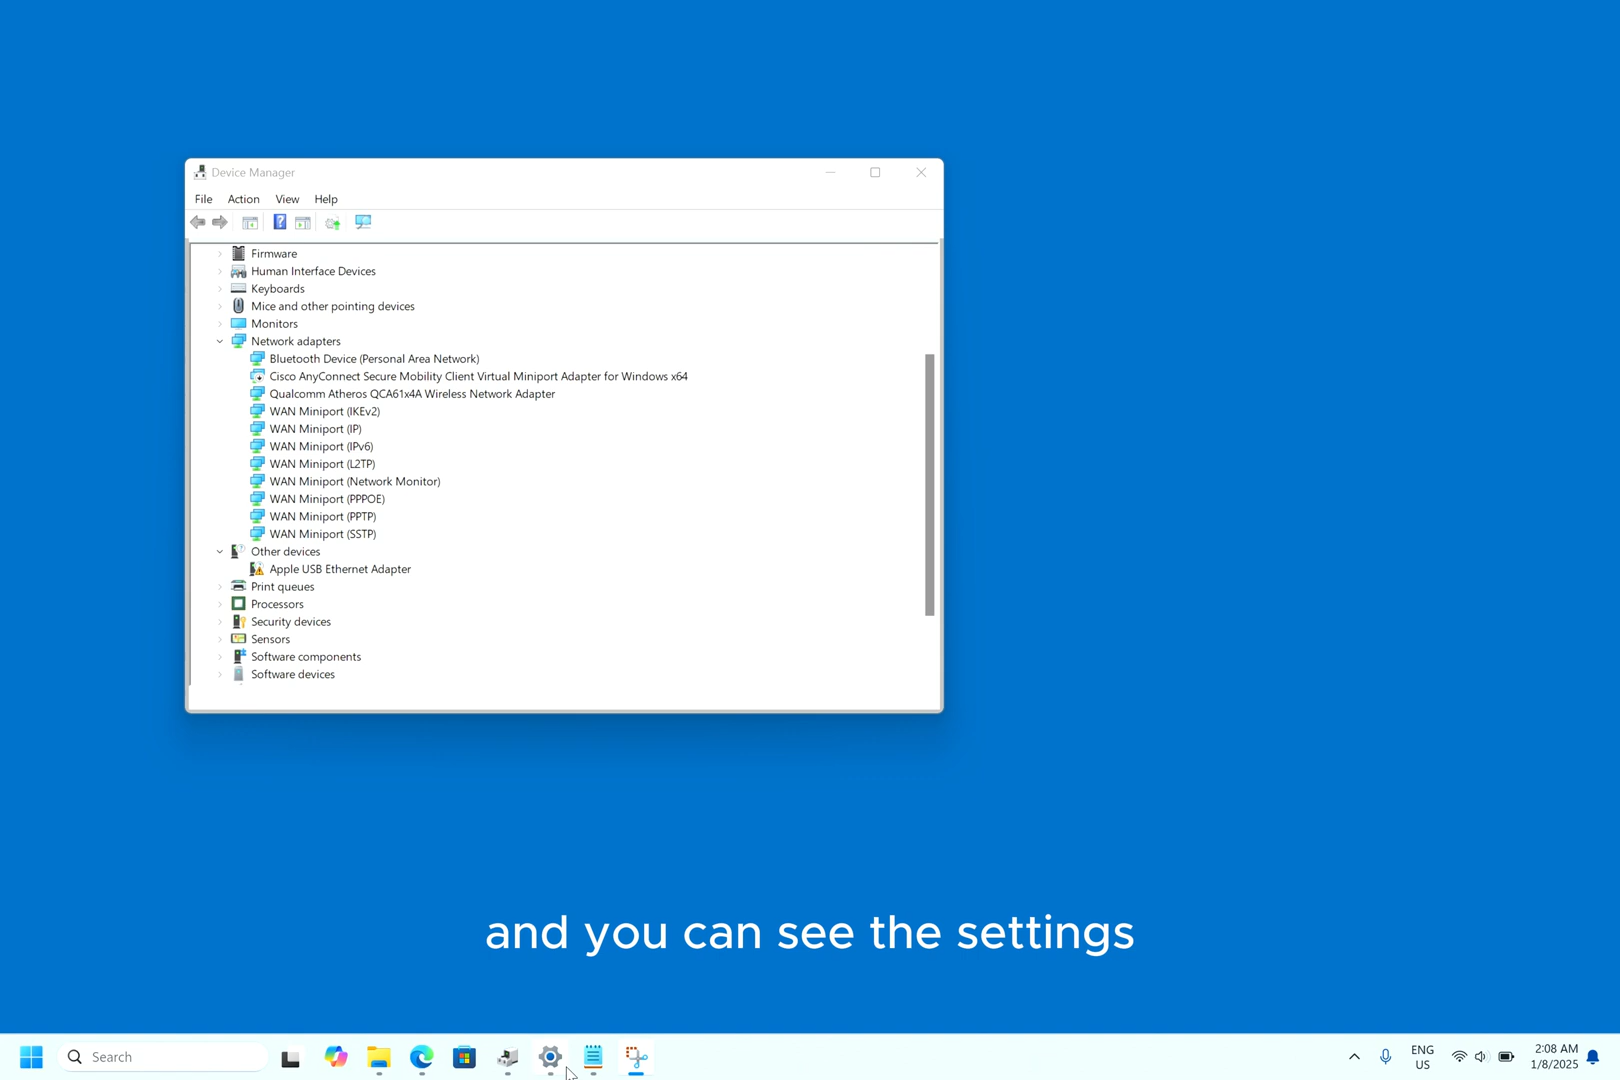 Device Manager
File Action View Help
Firmware
Human Interface Devices
Keyboards
Mice and other pointing devices
Monitors
Network adapters
Bluetooth Device (Personal Area Network)
Cisco AnyConnect Secure Mobility Client Virtual Miniport Adapter for Windows x64
Qualcomm Atheros QCA61x4A Wireless Network Adapter
WAN Miniport (IKEv2)
WAN Miniport (IP)
WAN Miniport (IPv6)
WAN Miniport (L2TP)
WAN Miniport (Network Monitor)
WAN Miniport (PPPOE)
WAN Miniport (PPTP)
WAN Miniport (SSTP)
Other devices
Apple USB Ethernet Adapter
Print queues
Processors
Security devices
Sensors
Software components
Software devices
and you can see the settings
Search
ENG
US
2:08 AM
1/8/2025